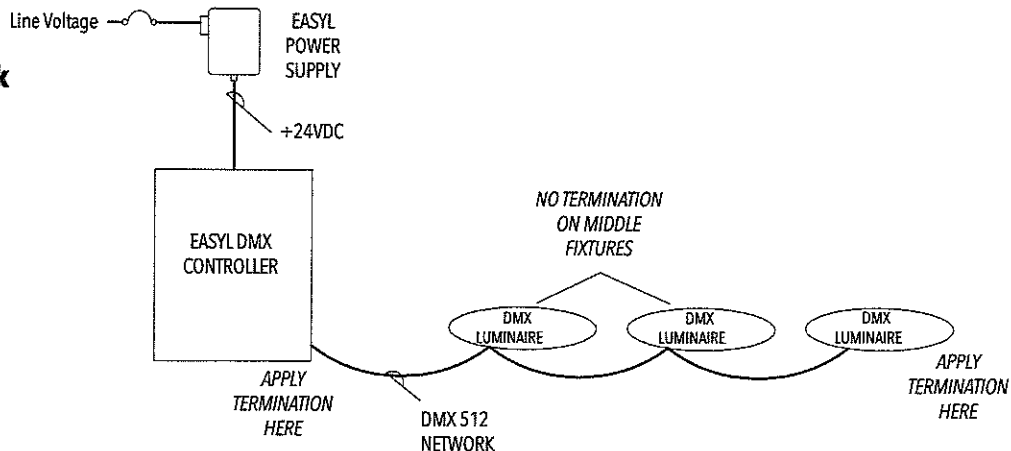 Line Voltage
EASYL
POWER
SUPPLY
+24VDC
EASYL DMX
CONTROLLER
NO TERMINATION
ON MIDDLE
FIXTURES
DMX
LUMINAIRE
DMX
LUMINAIRE
DMX
LUMINAIRE
APPLY
TERMINATION
HERE
DMX 512
NETWORK
APPLY
TERMINATION
HERE